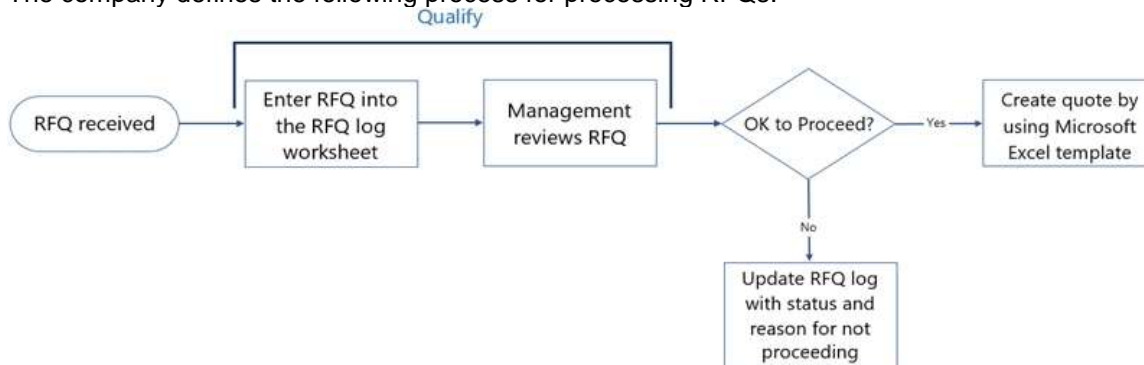 The company defines the following process for processing RFQs.
Qualify
RFQ received
Enter RFQ into
the RFQ log
worksheet
Management
reviews RFQ
OK to Proceed?
Yes
Create quote by
using Microsoft
Excel template
No
Update RFQ log
with status and
reason for not
proceeding